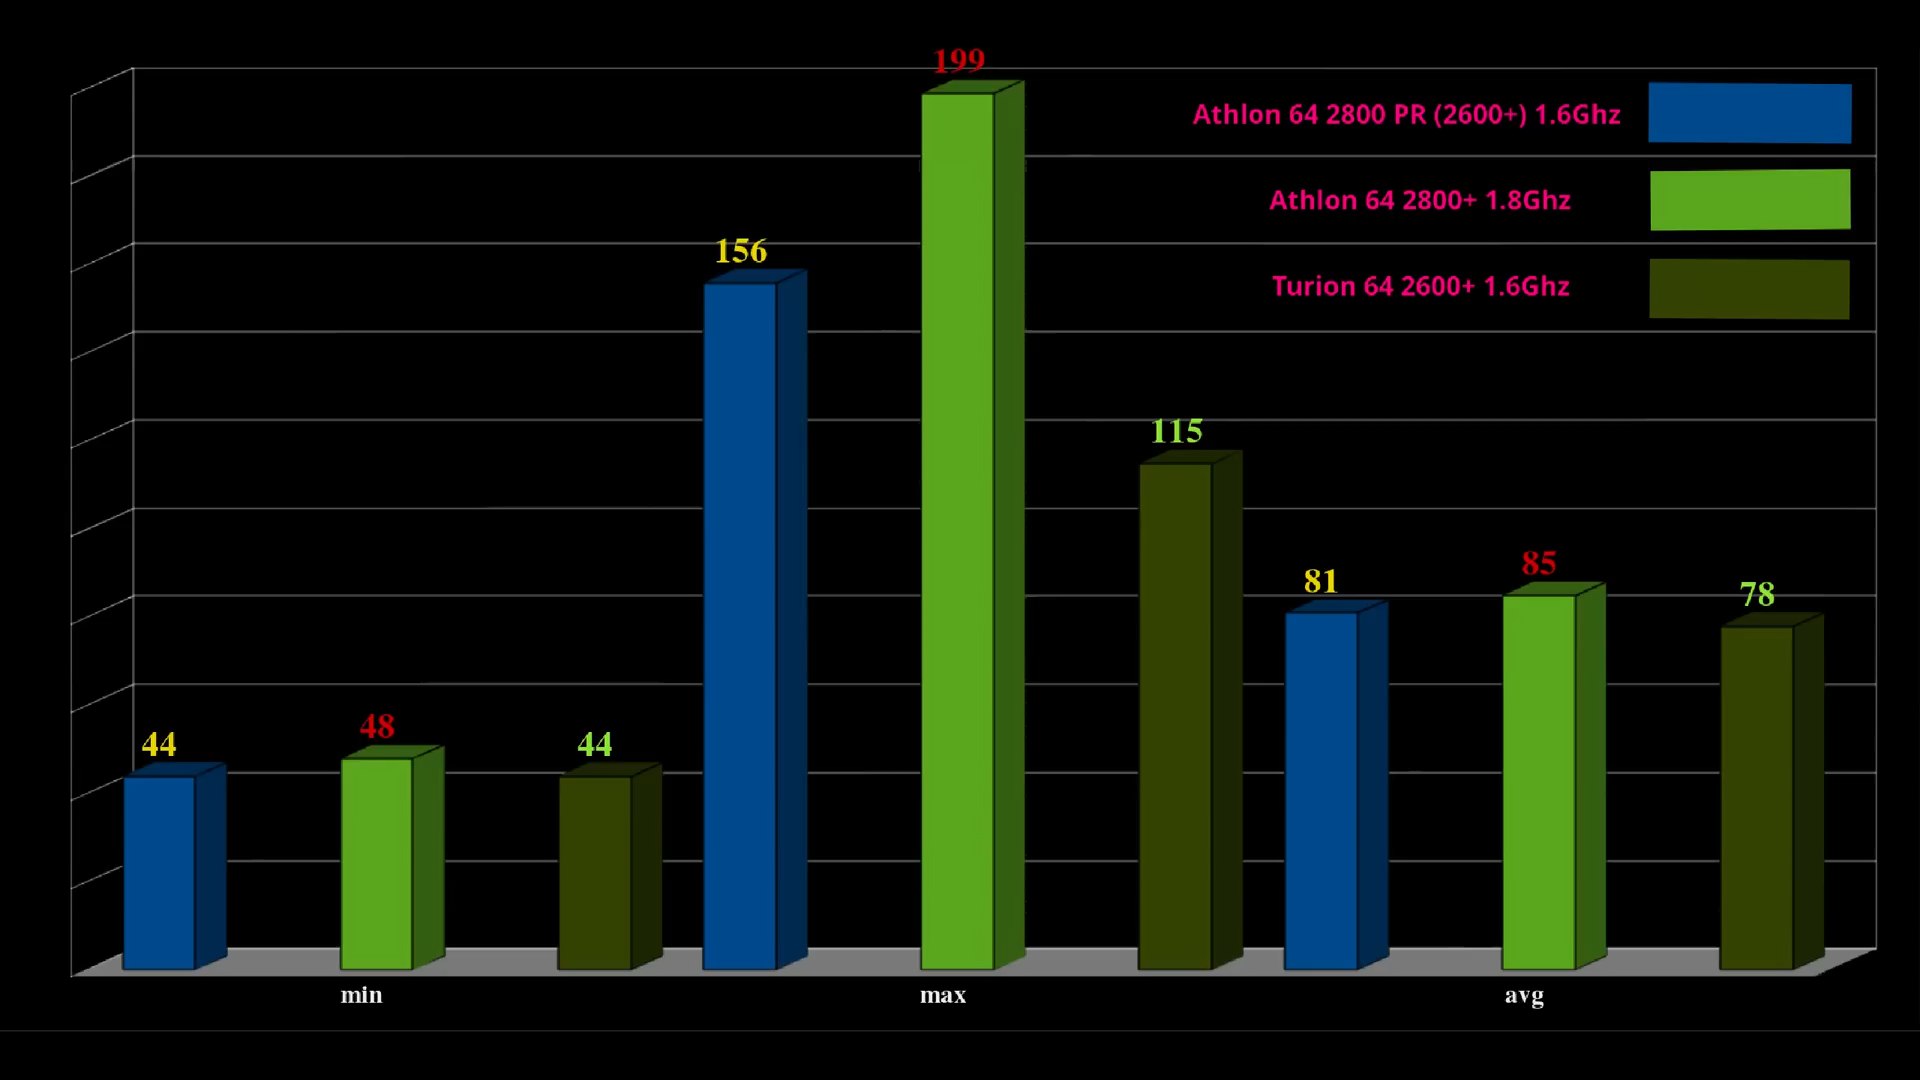 199
Athlon 64 2800 PR (2600+) 1.6Ghz
Athlon 64 2800+ 1.8Ghz
156
Turion 64 2600+ 1.6Ghz
115
85
81
78
48
44
44
min
max
avg